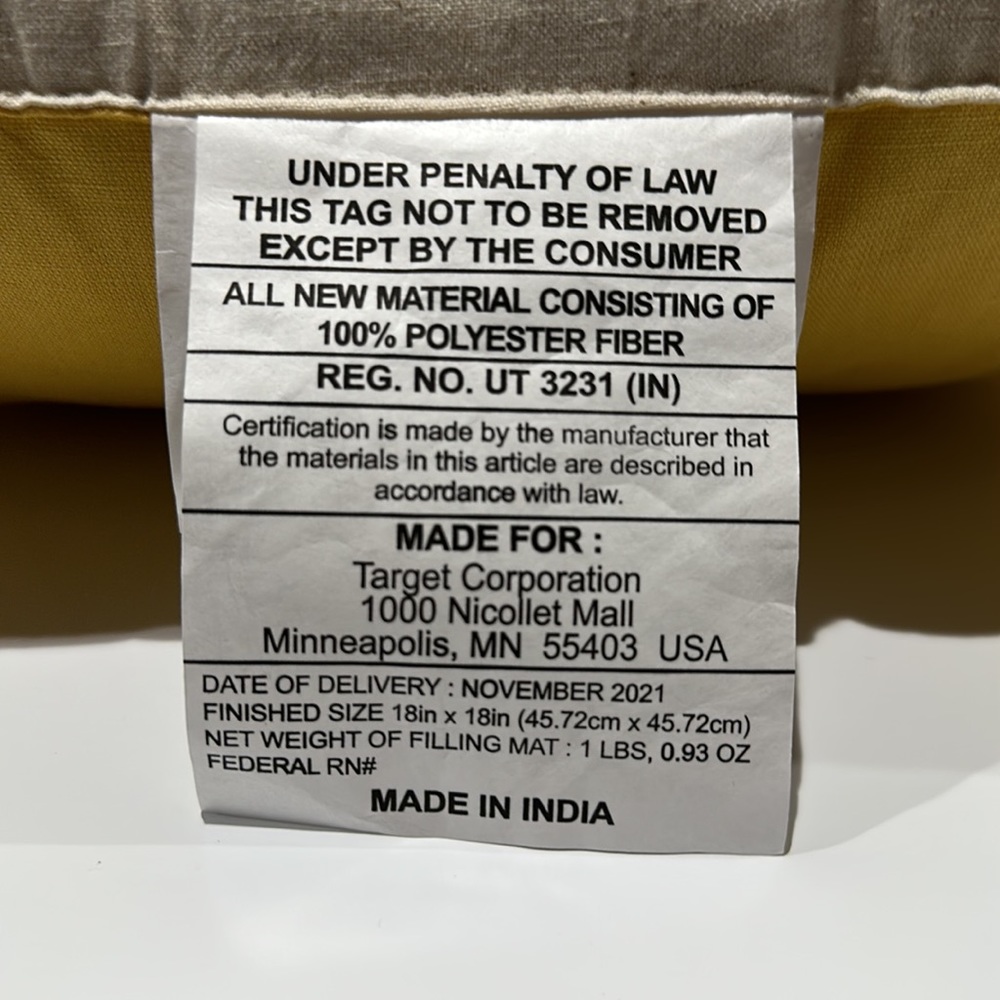 UNDER PENALTY OF LAW
THIS TAG NOT TO BE REMOVED
EXCEPT BY THE CONSUMER
ALL NEW MATERIAL CONSISTING OF
100% POLYESTER FIBER
REG. NO. UT 3231 (IN)
Certification is made by the manufacturer that
the materials in this article are described in
accordance with law.
MADE FOR :
Target Corporation
1000 Nicollet Mall
Minneapolis, MN 55403 USA
DATE OF DELIVERY : NOVEMBER 2021
FINISHED SIZE 18in x 18in (45.72cm x 45.72cm)
NET WEIGHT OF FILLING MAT : 1 LBS, 0.93 OZ
FEDERAL RN#
MADE IN INDIA